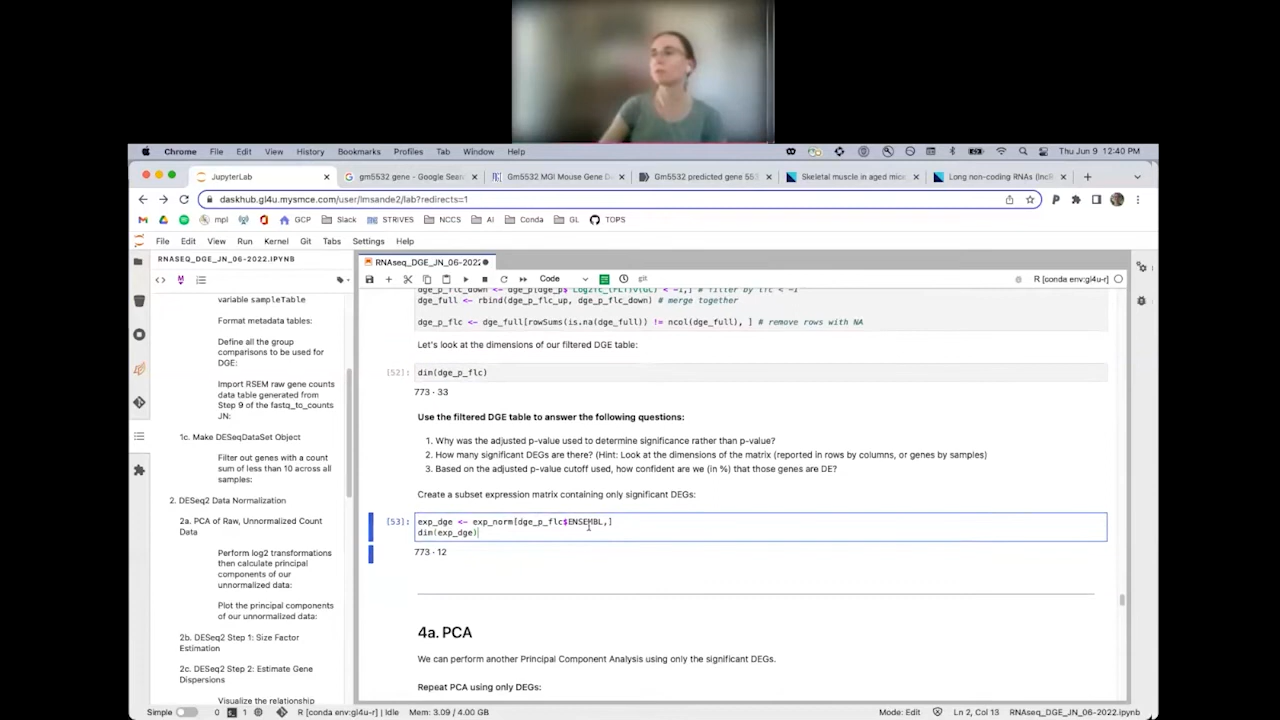 Chrome File Edit View History Bookmarks Profiles Tab Window Help Thu Jun 9 12:40 PM
JupyterLab
gm5532 gene - Google Sear
Gm5532 MGI Mouse Gene D
Gm5532 predicted gene 553
Skeletal muscle in aged mic
Long non-coding RNAs (lncR
daskhub.gl4u.mysmce.com/user/lmsande2/lab?redirects=1
mpl GCP Slack STRIVES NCCS AI Conda GL TOPS
File Edit View Run Kernel Git Tabs Settings Help
RNASEQ_DGE_JN_06-2022.IPYNB
RNAseq_DGE_JN_06-2022
Code
R [conda env:gl4u-r]
variable sampleTable
Format metadata tables:
Define all the group
comparisons to be used for
DGE:
Import RSEM raw gene counts
data table generated from
Step 9 of the fastq_to_counts
JN:
1c. Make DESeqDataSet Object
Filter out genes with a count
sum of less than 10 across all
samples:
2. DESeq2 Data Normalization
2a. PCA of Raw, Unnormalized Count
Data
Perform log2 transformations
then calculate principal
components of our
unnormalized data:
Plot the principal components
of our unnormalized data:
2b. DESeq2 Step 1: Size Factor
Estimation
2c. DESeq2 Step 2: Estimate Gene
Dispersions
Visualize the relationship
dge_full <- rbind(dge_p_flc_up, dge_p_flc_down) # merge together
dge_p_flc <- dge_full[rowSums(is.na(dge_full)) != ncol(dge_full), ] # remove rows with NA
Let's look at the dimensions of our filtered DGE table:
[52]: dim(dge_p_flc)
773 · 33
Use the filtered DGE table to answer the following questions:
1. Why was the adjusted p-value used to determine significance rather than p-value?
2. How many significant DEGs are there? (Hint: Look at the dimensions of the matrix (reported in rows by columns, or genes by samples)
3. Based on the adjusted p-value cutoff used, how confident are we (in %) that those genes are DE?
Create a subset expression matrix containing only significant DEGs:
[53]: exp_dge <- exp_norm[dge_p_flc$ENSEMBL,]
dim(exp_dge)
773 · 12
4a. PCA
We can perform another Principal Component Analysis using only the significant DEGs.
Repeat PCA using only DEGs:
Simple 0 1 R [conda env:gl4u-r] | Idle Mem: 3.09 / 4.00 GB Mode: Edit Ln 2, Col 13 RNAseq_DGE_JN_06-2022.ipynb